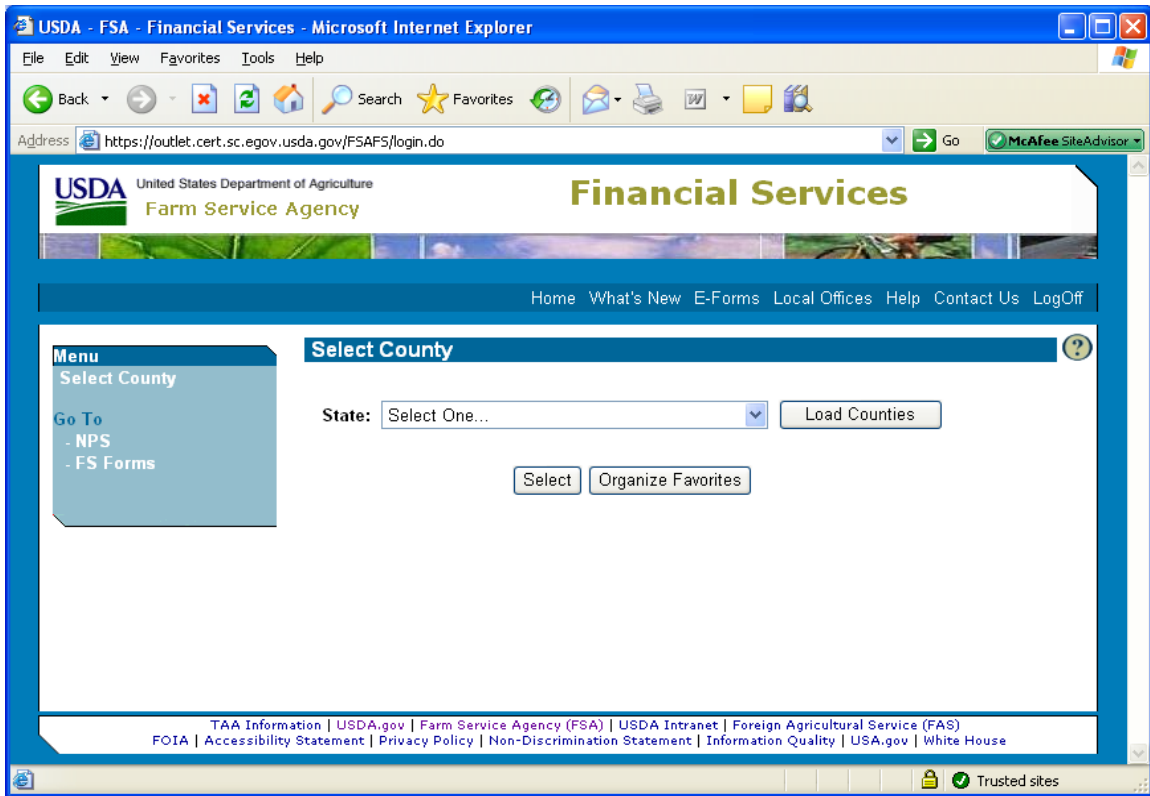 USDA - FSA - Financial Services - Microsoft Internet Explorer
File Edit View Favorites Tools Help
Back Search Favorites W
Address https://outlet.cert.sc.egov.usda.gov/FSAFS/login.do Go McAfee SiteAdvisor
USDA United States Department of Agriculture
Farm Service Agency
Financial Services
Home What's New E-Forms Local Offices Help Contact Us LogOff
Menu
Select County
Go To
- NPS
- FS Forms
Select County ?
State: Select One... Load Counties
Select Organize Favorites
TAA Information | USDA.gov | Farm Service Agency (FSA) | USDA Intranet | Foreign Agricultural Service (FAS)
FOIA | Accessibility Statement | Privacy Policy | Non-Discrimination Statement | Information Quality | USA.gov | White House
Trusted sites